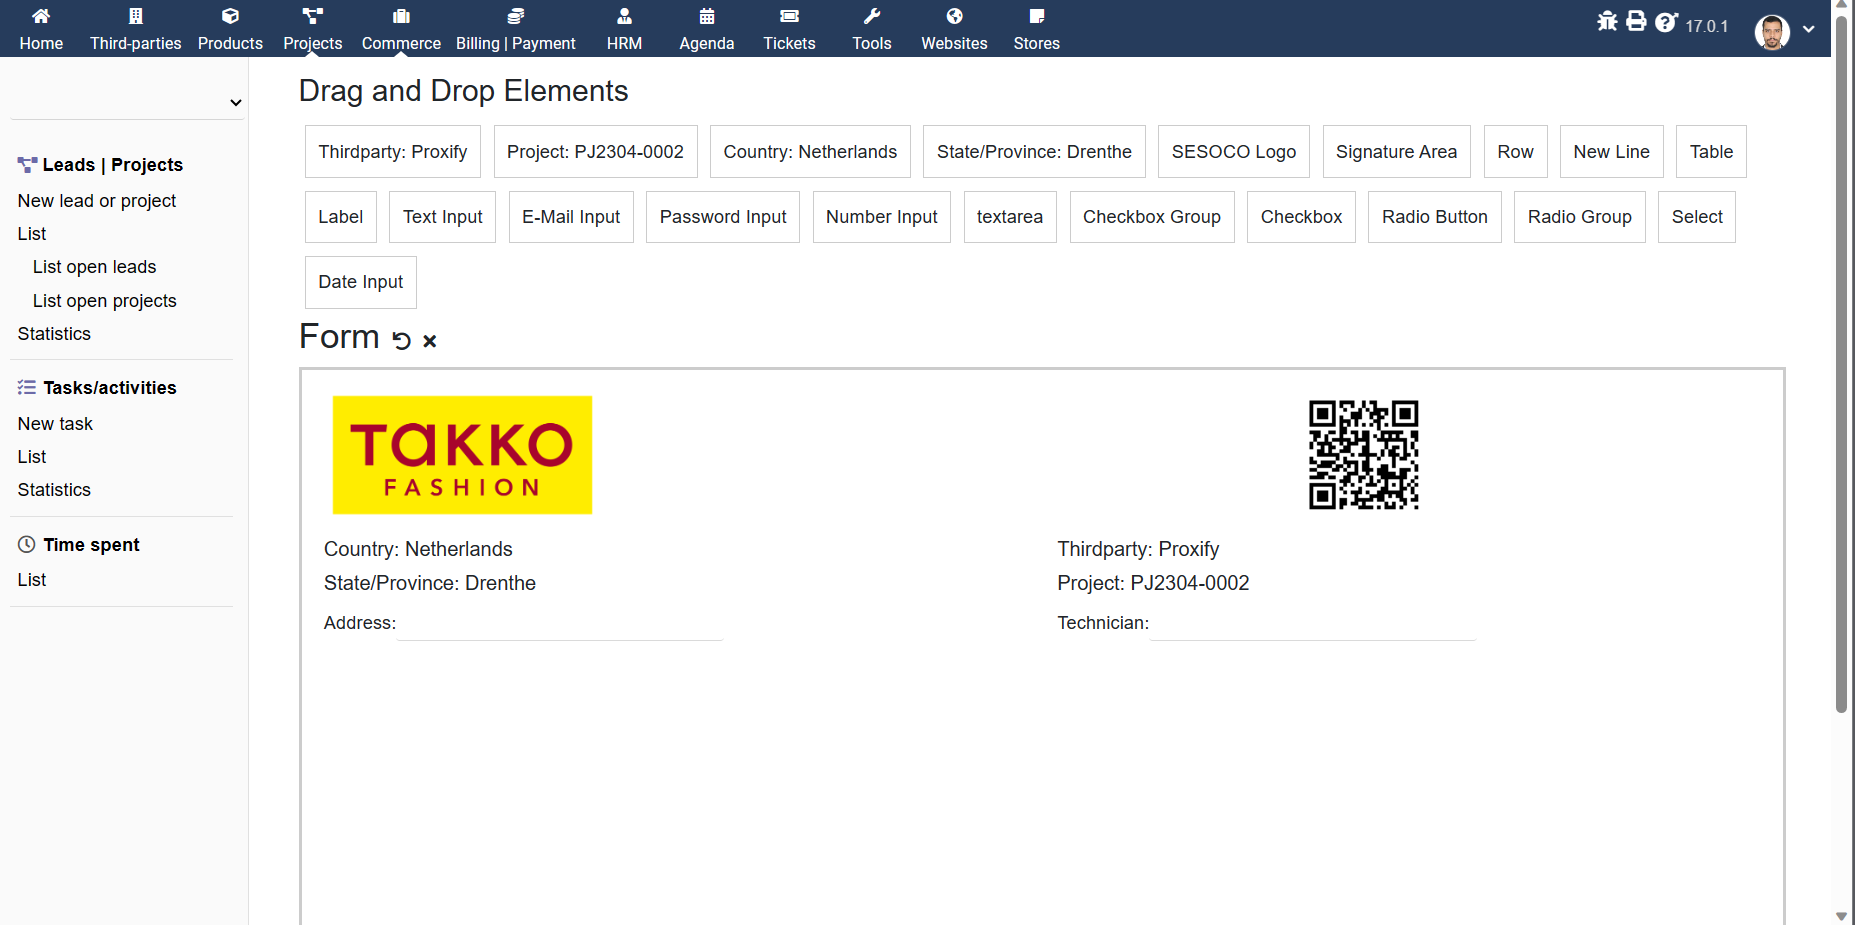 Home Third-parties Products Projects Commerce Billing | Payment HRM Agenda Tickets Tools Websites Stores 17.0.1
Leads | Projects
New lead or project
List
List open leads
List open projects
Statistics
Tasks/activities
New task
List
Statistics
Time spent
List
Drag and Drop Elements
Thirdparty: Proxify Project: PJ2304-0002 Country: Netherlands State/Province: Drenthe SESOCO Logo Signature Area Row New Line Table
Label Text Input E-Mail Input Password Input Number Input textarea Checkbox Group Checkbox Radio Button Radio Group Select
Date Input
Form
TaKKO
FASHION
Country: Netherlands Thirdparty: Proxify
State/Province: Drenthe Project: PJ2304-0002
Address: Technician: